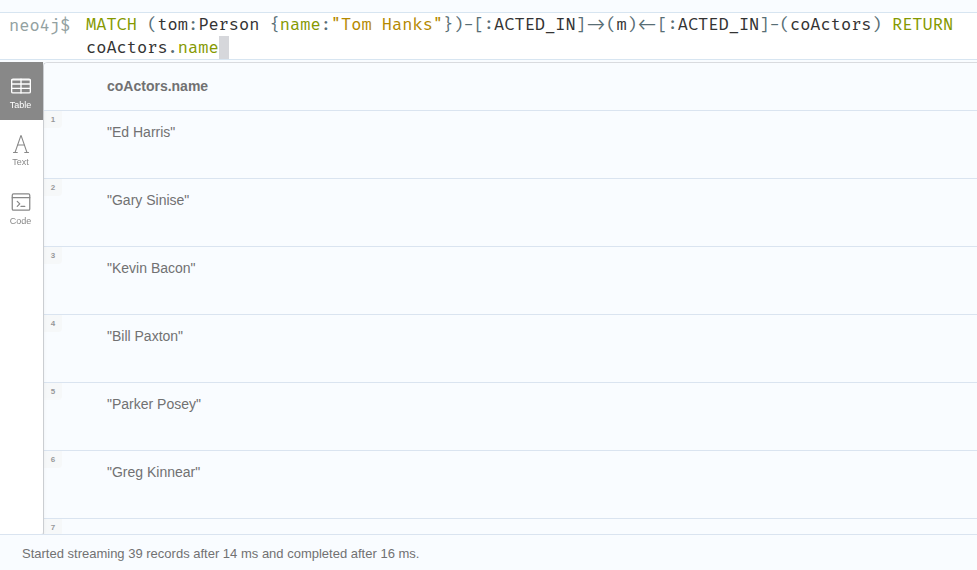 neo4j$ MATCH (tom:Person {name:"Tom Hanks"})-[:ACTED_IN]->(m)<-[:ACTED_IN]-(coActors) RETURN
coActors.name
Table
coActors.name
1
"Ed Harris"
Text
2
"Gary Sinise"
Code
3
"Kevin Bacon"
4
"Bill Paxton"
5
"Parker Posey"
6
"Greg Kinnear"
7
Started streaming 39 records after 14 ms and completed after 16 ms.